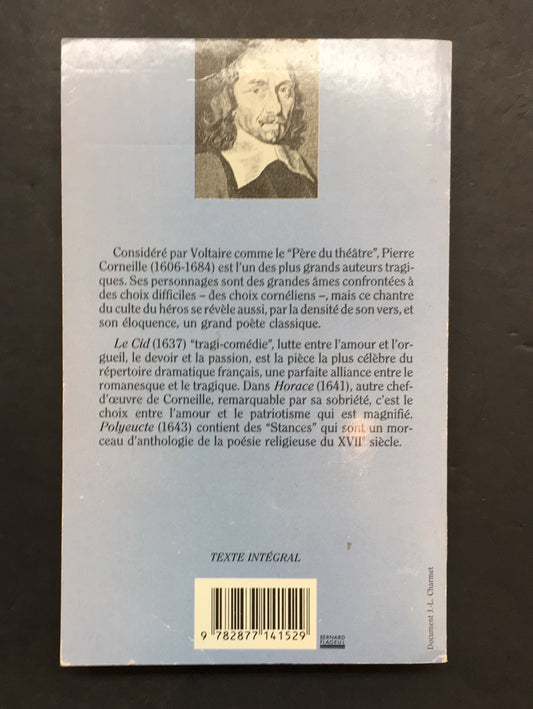 Considéré par Voltaire comme le "Père du théâtre", Pierre
Corneille (1606-1684) est l'un des plus grands auteurs tragi-
ques. Ses personnages sont des grandes âmes confrontées à
des choix difficiles – des choix cornéliens –, mais ce chantre
du culte du héros se révèle aussi, par la densité de son vers, et
son éloquence, un grand poète classique.
Le Cid (1637) "tragi-comédie", lutte entre l'amour et l'or-
gueil, le devoir et la passion, est la pièce la plus célèbre du
répertoire dramatique français, une parfaite alliance entre le
romanesque et le tragique. Dans Horace (1641), autre chef-
d'œuvre de Corneille, remarquable par sa sobriété, c'est le
choix entre l'amour et le patriotisme qui est magnifié.
Polyeucte (1643) contient des "Stances" qui sont un mor-
ceau d'anthologie de la poésie religieuse du XVIIe siècle.
TEXTE INTÉGRAL
9 782877 141529
BERNARD
Document J.-L. Charmet